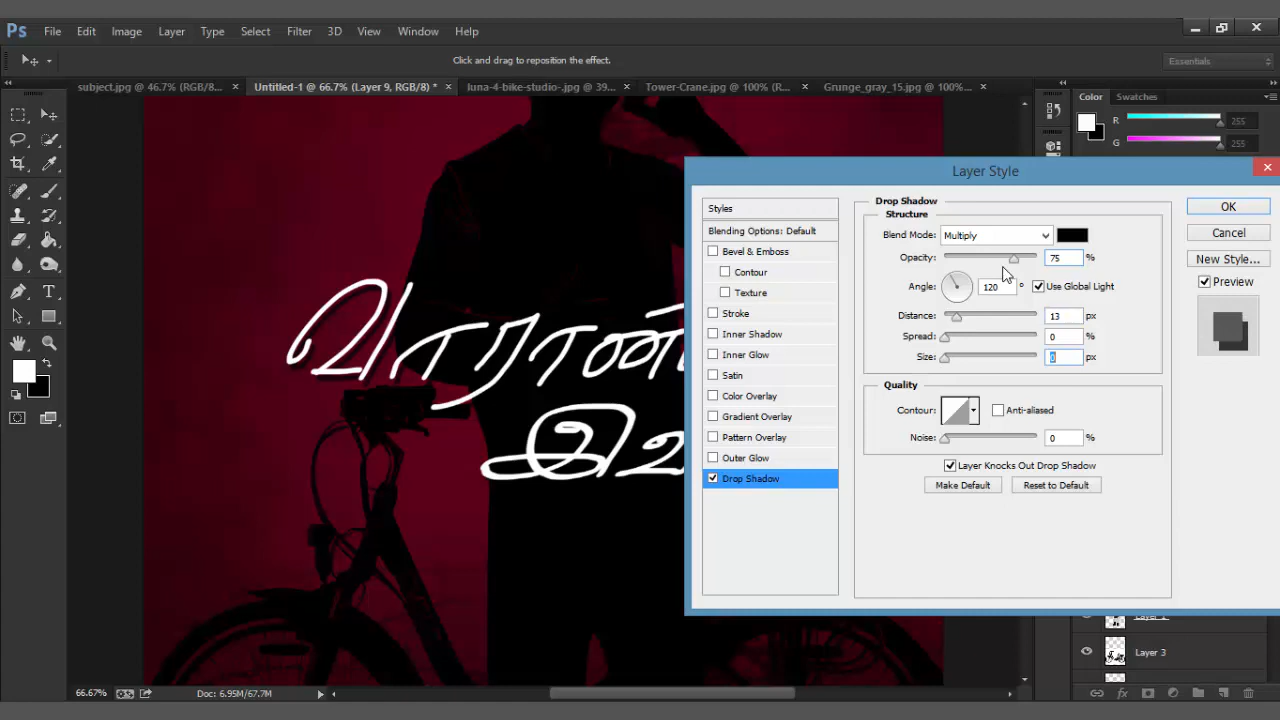 Ps File Edit Image Layer Type Select Filter 3D View Window Help
Click and drag to reposition the effect.
Essentials
subject.jpg @ 46.7% (RGB/8... × Untitled-1 @ 66.7% (Layer 9, RGB/8) * × luna-4-bike-studio-.jpg @ 39... × Tower-Crane.jpg @ 100% (R... × Grunge_gray_15.jpg @ 100%... ×
Color Swatches
R 255
G 255
Layer Style
Styles
Blending Options: Default
Bevel & Emboss
Contour
Texture
Stroke
Inner Shadow
Inner Glow
Satin
Color Overlay
Gradient Overlay
Pattern Overlay
Outer Glow
Drop Shadow
Drop Shadow
Structure
Blend Mode: Multiply
Opacity: 75 %
Angle: 120 ° Use Global Light
Distance: 13 px
Spread: 0 %
Size: 0 px
Quality
Contour: Anti-aliased
Noise: 0 %
Layer Knocks Out Drop Shadow
Make Default Reset to Default
OK
Cancel
New Style...
Preview
வாரான்
இவ
Layer 3
66.67% Doc: 6.95M/67.7M